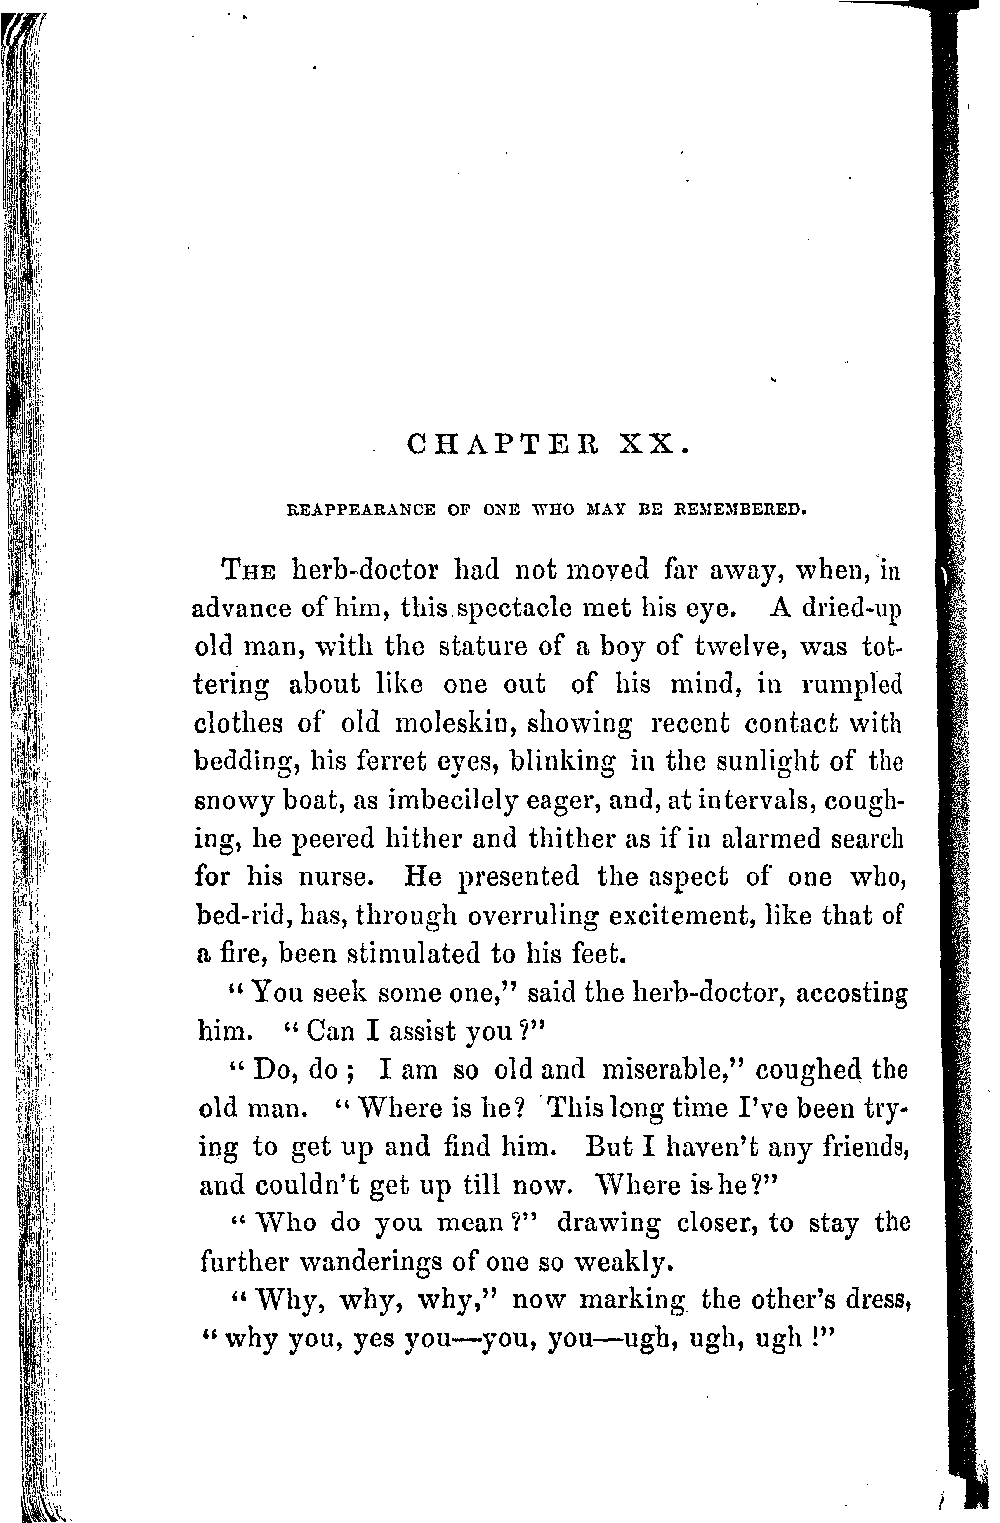 CHAPTER XX.
REAPPEARANCE OF ONE WHO MAY BE REMEMBERED.
THE herb-doctor had not moved far away, when, in
advance of him, this spectacle met his eye. A dried-up
old man, with the stature of a boy of twelve, was tot-
tering about like one out of his mind, in rumpled
clothes of old moleskin, showing recent contact with
bedding, his ferret eyes, blinking in the sunlight of the
snowy boat, as imbecilely eager, and, at intervals, cough-
ing, he peered hither and thither as if in alarmed search
for his nurse. He presented the aspect of one who,
bed-rid, has, through overruling excitement, like that of
a fire, been stimulated to his feet.
"You seek some one," said the herb-doctor, accosting
him. "Can I assist you?"
"Do, do; I am so old and miserable," coughed the
old man. "Where is he? This long time I've been try-
ing to get up and find him. But I haven't any friends,
and couldn't get up till now. Where is he?"
"Who do you mean?" drawing closer, to stay the
further wanderings of one so weakly.
"Why, why, why," now marking the other's dress,
"why you, yes you—you, you—ugh, ugh, ugh!"